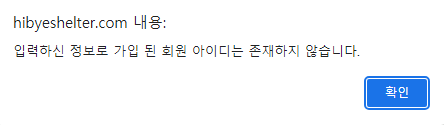 hibyeshelter.com 내용:
입력하신 정보로 가입 된 회원 아이디는 존재하지 않습니다.
확인